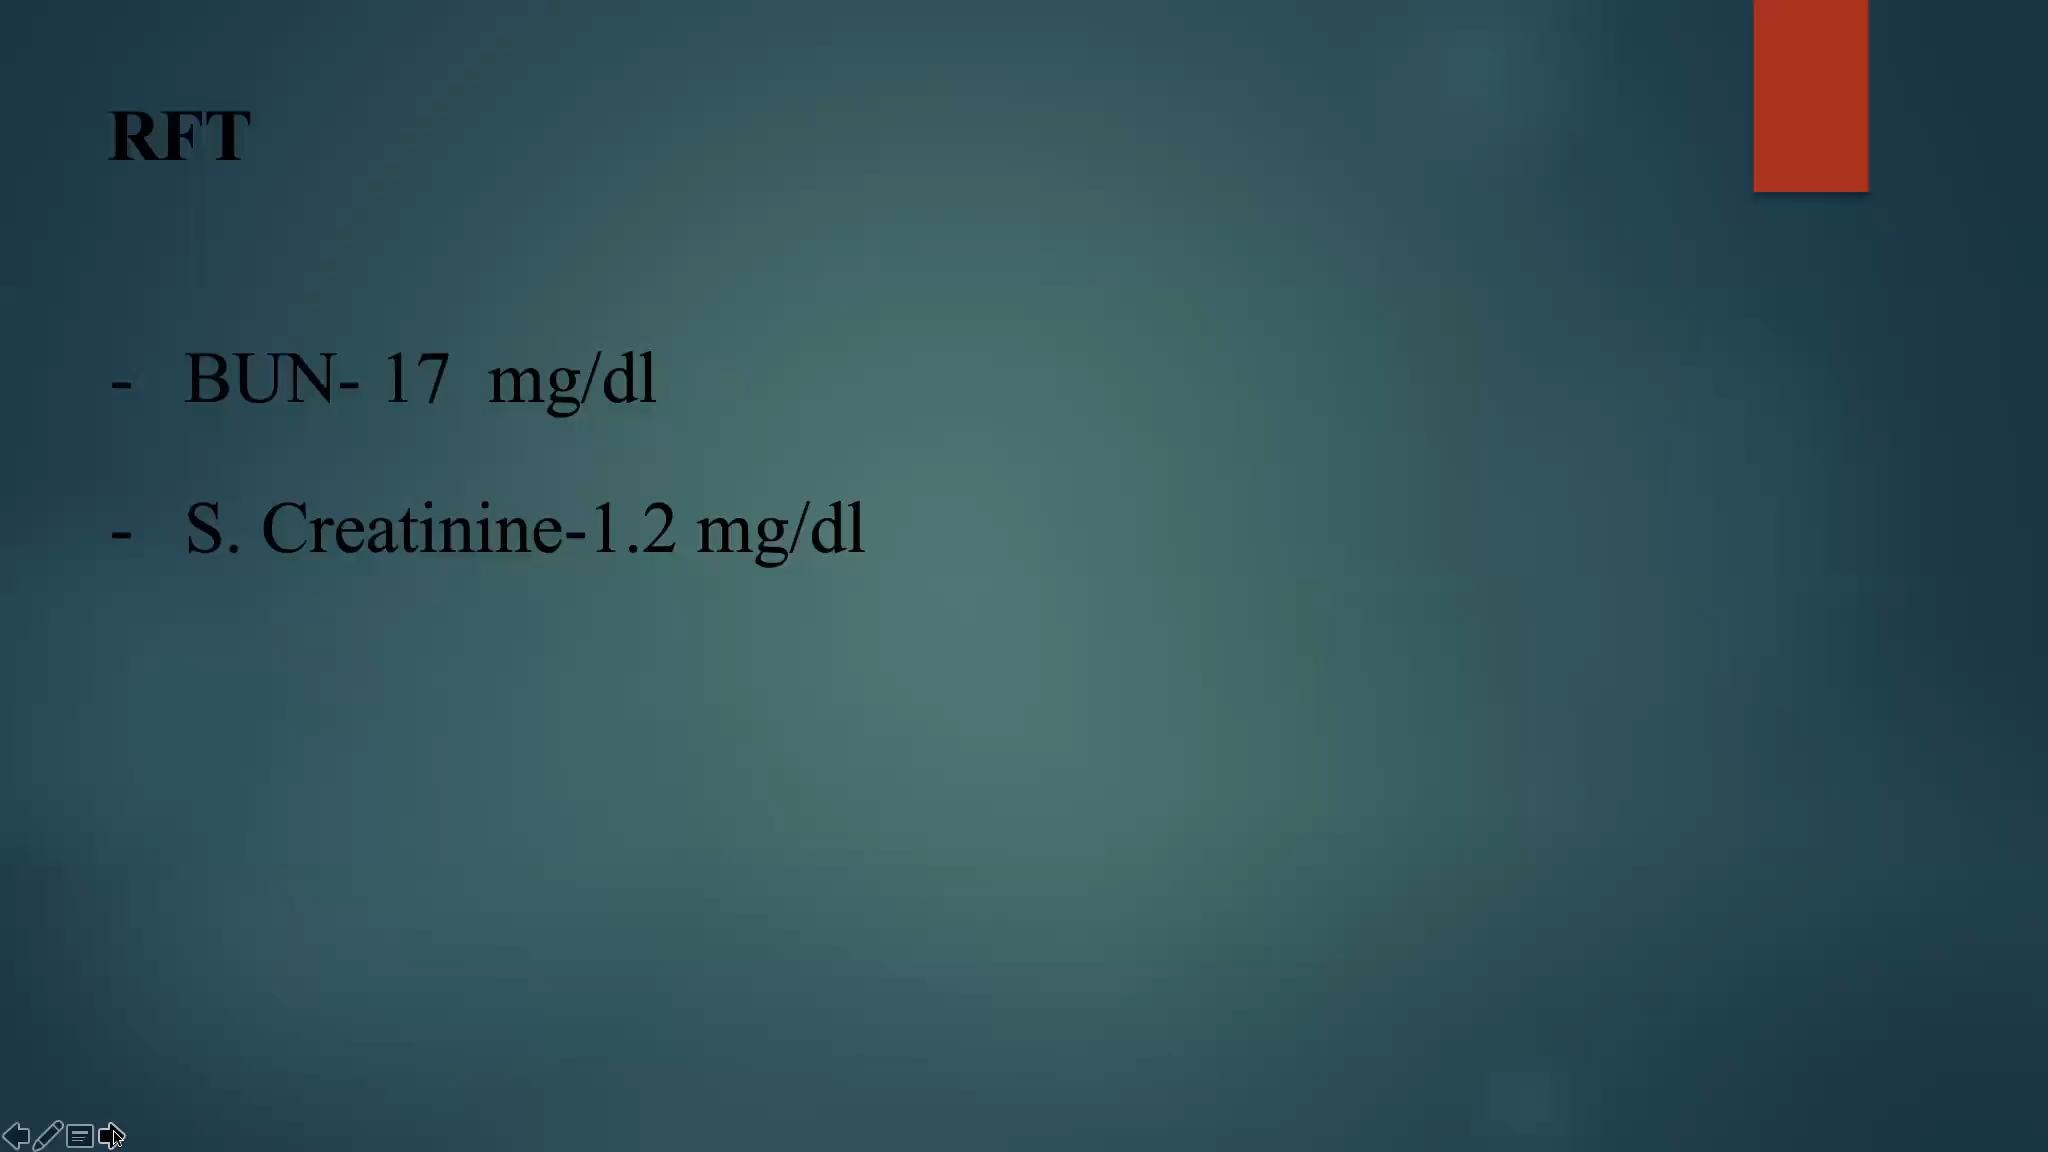 RFT
- BUN- 17 mg/dl
- S. Creatinine-1.2 mg/dl